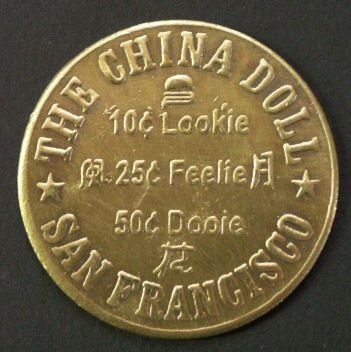 THE CHINA DOLL
10¢ Lookie
風 25¢ Feelie 月
50¢ Dooie
花
SAN FRANCISCO